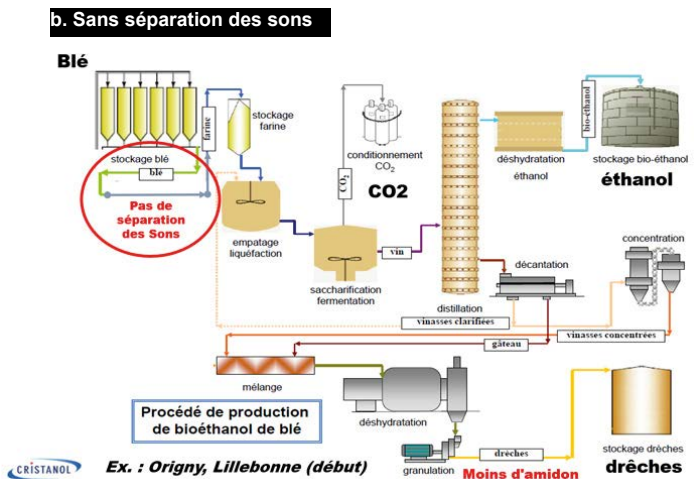 b. Sans séparation des sons
Blé
stockage blé
blé
Pas de
séparation
des Sons
farine
stockage
farine
empatage
liquéfaction
CO2
conditionnement
CO2
CO2
saccharification
fermentation
vin
distillation
déshydratation
éthanol
bio-éthanol
stockage bio-éthanol
éthanol
décantation
concentration
vinasses clarifiées
vinasses concentrées
gâteau
mélange
déshydratation
Procédé de production
de bioéthanol de blé
granulation
drêches
Moins d'amidon
stockage drêches
drêches
CRISTANOL
Ex. : Origny, Lillebonne (début)